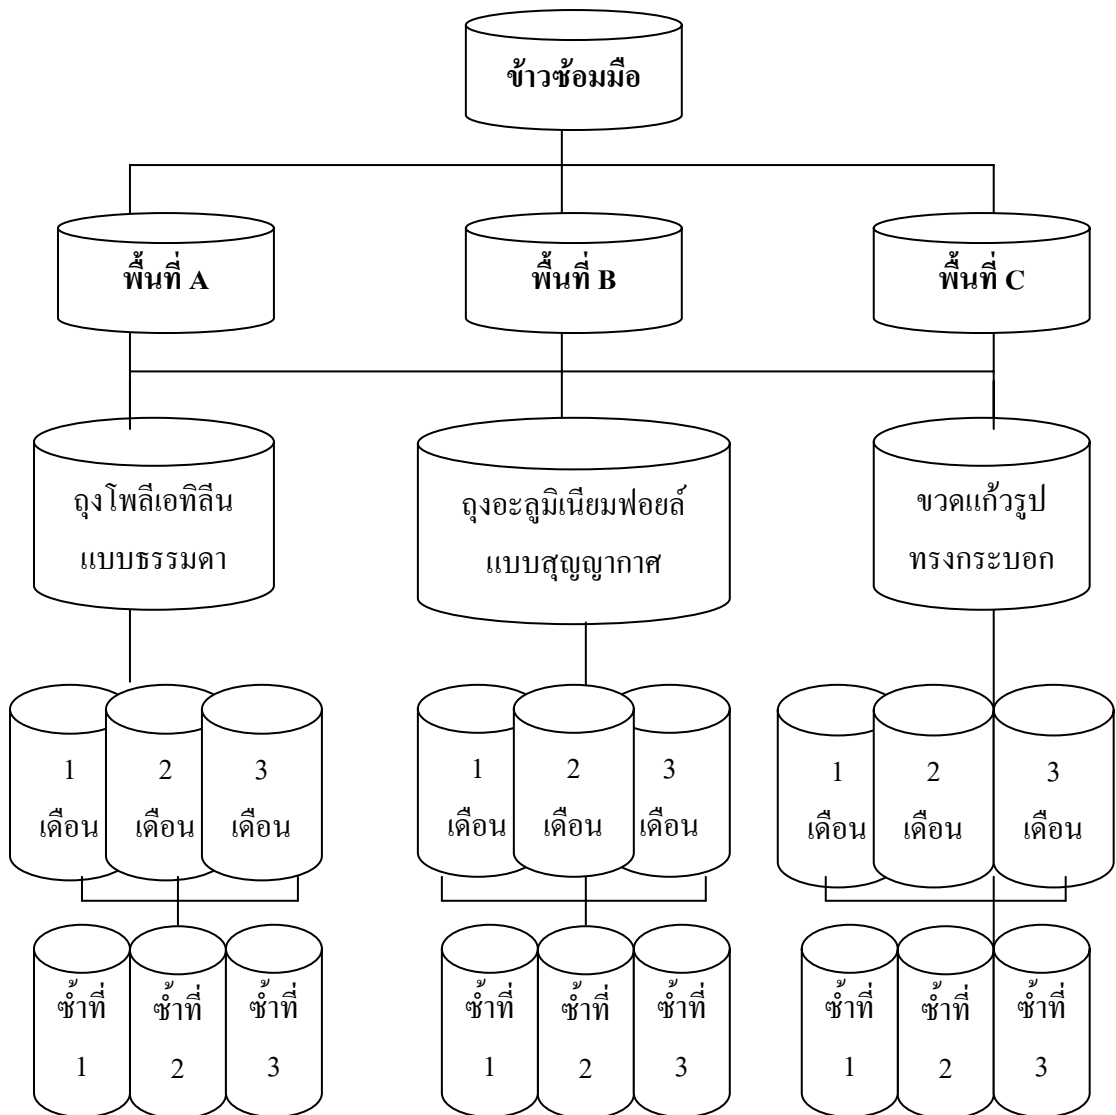 ข้าวซ้อมมือ
พื้นที่ A
พื้นที่ B
พื้นที่ C
ถุงโพลีเอทิลีน
แบบธรรมดา
ถุงอะลูมิเนียมฟอยล์
แบบสุญญากาศ
ขวดแก้วรูป
ทรงกระบอก
1
เดือน
2
เดือน
3
เดือน
1
เดือน
2
เดือน
3
เดือน
1
เดือน
2
เดือน
3
เดือน
ซ้ำที่
1
ซ้ำที่
2
ซ้ำที่
3
ซ้ำที่
1
ซ้ำที่
2
ซ้ำที่
3
ซ้ำที่
1
ซ้ำที่
2
ซ้ำที่
3